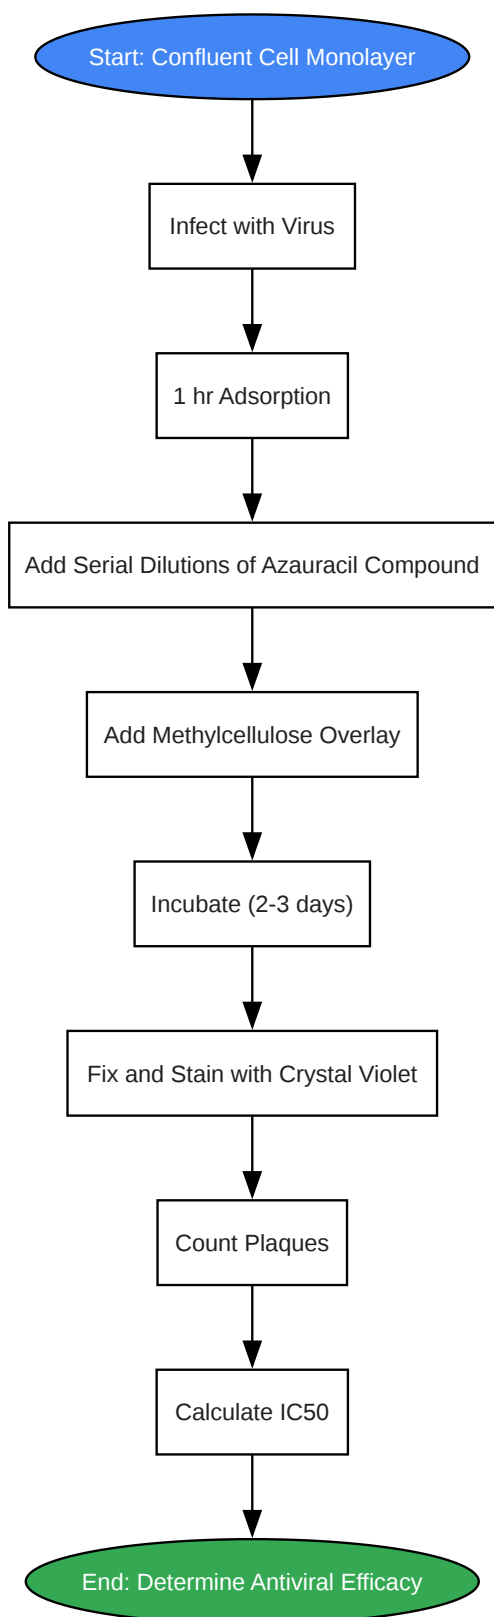 Start: Confluent Cell Monolayer
Infect with Virus
1 hr Adsorption
Add Serial Dilutions of Azauracil Compound
Add Methylcellulose Overlay
Incubate (2-3 days)
Fix and Stain with Crystal Violet
Count Plaques
Calculate IC50
End: Determine Antiviral Efficacy